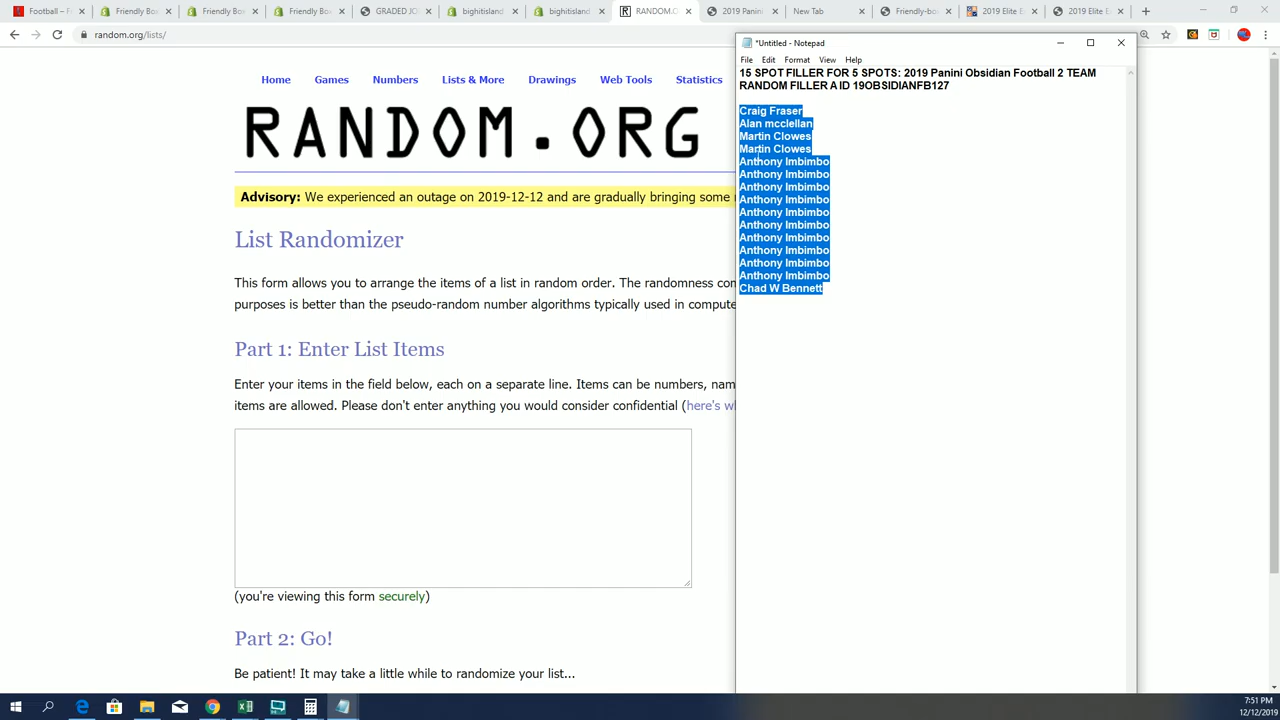 Football – F
Friendly Bo
Friendly Bo
Friendly Bo
GRADED JO
bighitisland
bighitisland
RANDOM.O
2019 Panini
New Tab
Friendly-bo
2019 Elite E
2019 Elite E
random.org/lists/
*Untitled - Notepad
File Edit Format View Help
15 SPOT FILLER FOR 5 SPOTS: 2019 Panini Obsidian Football 2 TEAM
RANDOM FILLER A ID 19OBSIDIANFB127
Craig Fraser
Alan mcclellan
Martin Clowes
Martin Clowes
Anthony Imbimbo
Anthony Imbimbo
Anthony Imbimbo
Anthony Imbimbo
Anthony Imbimbo
Anthony Imbimbo
Anthony Imbimbo
Anthony Imbimbo
Anthony Imbimbo
Anthony Imbimbo
Chad W Bennett
Home Games Numbers Lists & More Drawings Web Tools Statistics
RANDOM.ORG
Advisory: We experienced an outage on 2019-12-12 and are gradually bringing some
List Randomizer
This form allows you to arrange the items of a list in random order. The randomness com
purposes is better than the pseudo-random number algorithms typically used in compute
Part 1: Enter List Items
Enter your items in the field below, each on a separate line. Items can be numbers, nam
items are allowed. Please don't enter anything you would consider confidential (here's wh
(you're viewing this form securely)
Part 2: Go!
Be patient! It may take a little while to randomize your list...
7:51 PM
12/12/2019